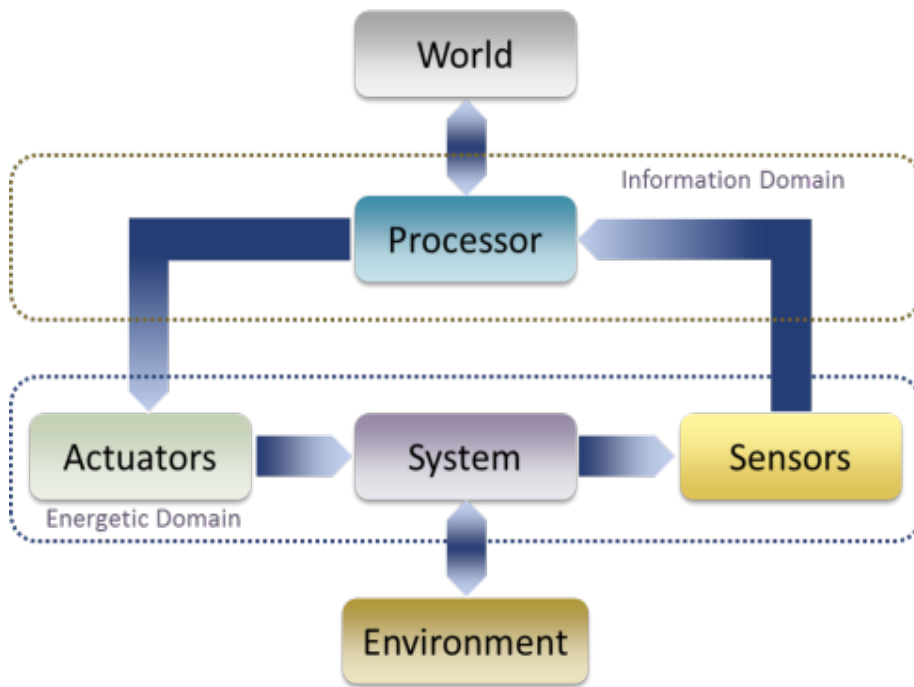 World
Information Domain
Processor
Actuators
System
Sensors
Energetic Domain
Environment